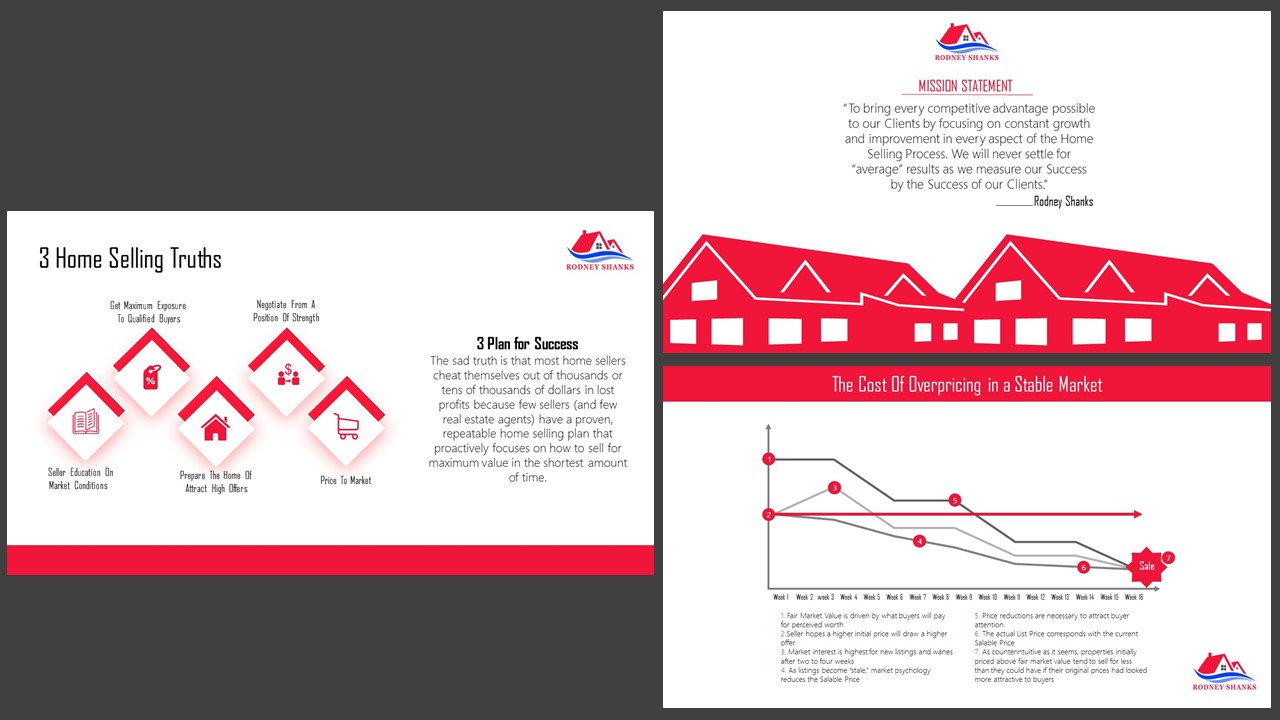 3 Home Selling Truths
RODNEY SHANKS
Get Maximum Exposure
To Qualified Buyers
Negotiate From A
Position Of Strength
%
$
Seller Education On
Market Conditions
Prepare The Home Of
Attract High Offers
Price To Market
3 Plan for Success
The sad truth is that most home sellers
cheat themselves out of thousands or
tens of thousands of dollars in lost
profits because few sellers (and few
real estate agents) have a proven,
repeatable home selling plan that
proactively focuses on how to sell for
maximum value in the shortest amount
of time.
RODNEY SHANKS
MISSION STATEMENT
“To bring every competitive advantage possible
to our Clients by focusing on constant growth
and improvement in every aspect of the Home
Selling Process. We will never settle for
“average” results as we measure our Success
by the Success of our Clients.”
Rodney Shanks
The Cost Of Overpricing in a Stable Market
1
2
3
4
5
6
7
Sale
Week 1 Week 2 week 3 Week 4 Week 5 Week 6 Week 7 Week 8 Week 9 Week 10 Week 11 Week 12 Week 13 Week 14 Week 15 Week 16
1. Fair Market Value is driven by what buyers will pay
for perceived worth
2.Seller hopes a higher initial price will draw a higher
offer.
3. Market interest is highest for new listings and wanes
after two to four weeks
4. As listings become “stale,” market psychology
reduces the Salable Price
5. Price reductions are necessary to attract buyer
attention.
6. The actual List Price corresponds with the current
Salable Price
7. As counterintuitive as it seems, properties initially
priced above fair market value tend to sell for less
than they could have if their original prices had looked
more attractive to buyers
RODNEY SHANKS